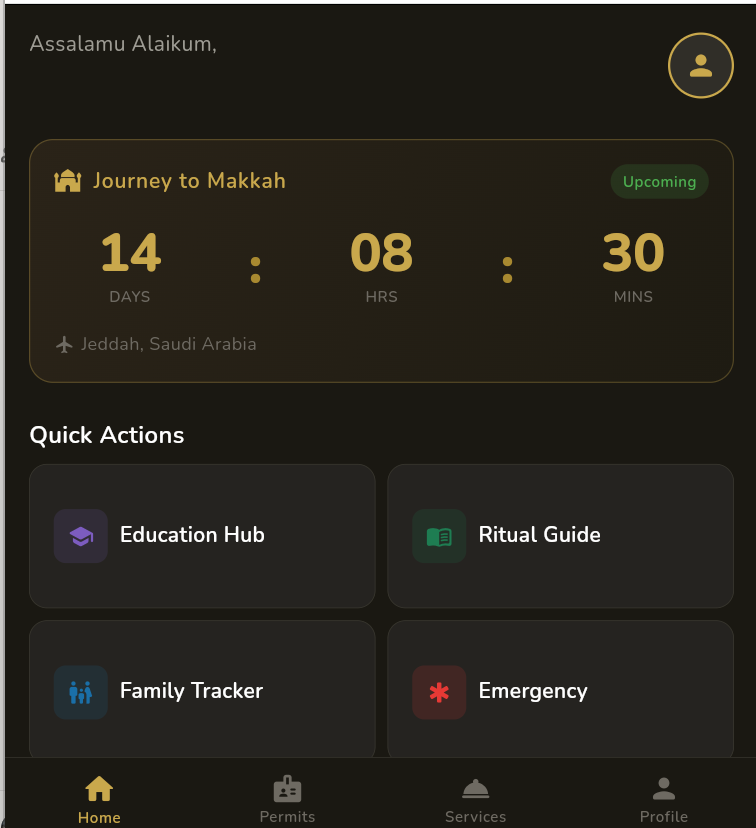 Assalamu Alaikum,
Journey to Makkah
Upcoming
14 : 08 : 30
DAYS HRS MINS
Jeddah, Saudi Arabia
Quick Actions
Education Hub
Ritual Guide
Family Tracker
Emergency
Home Permits Services Profile